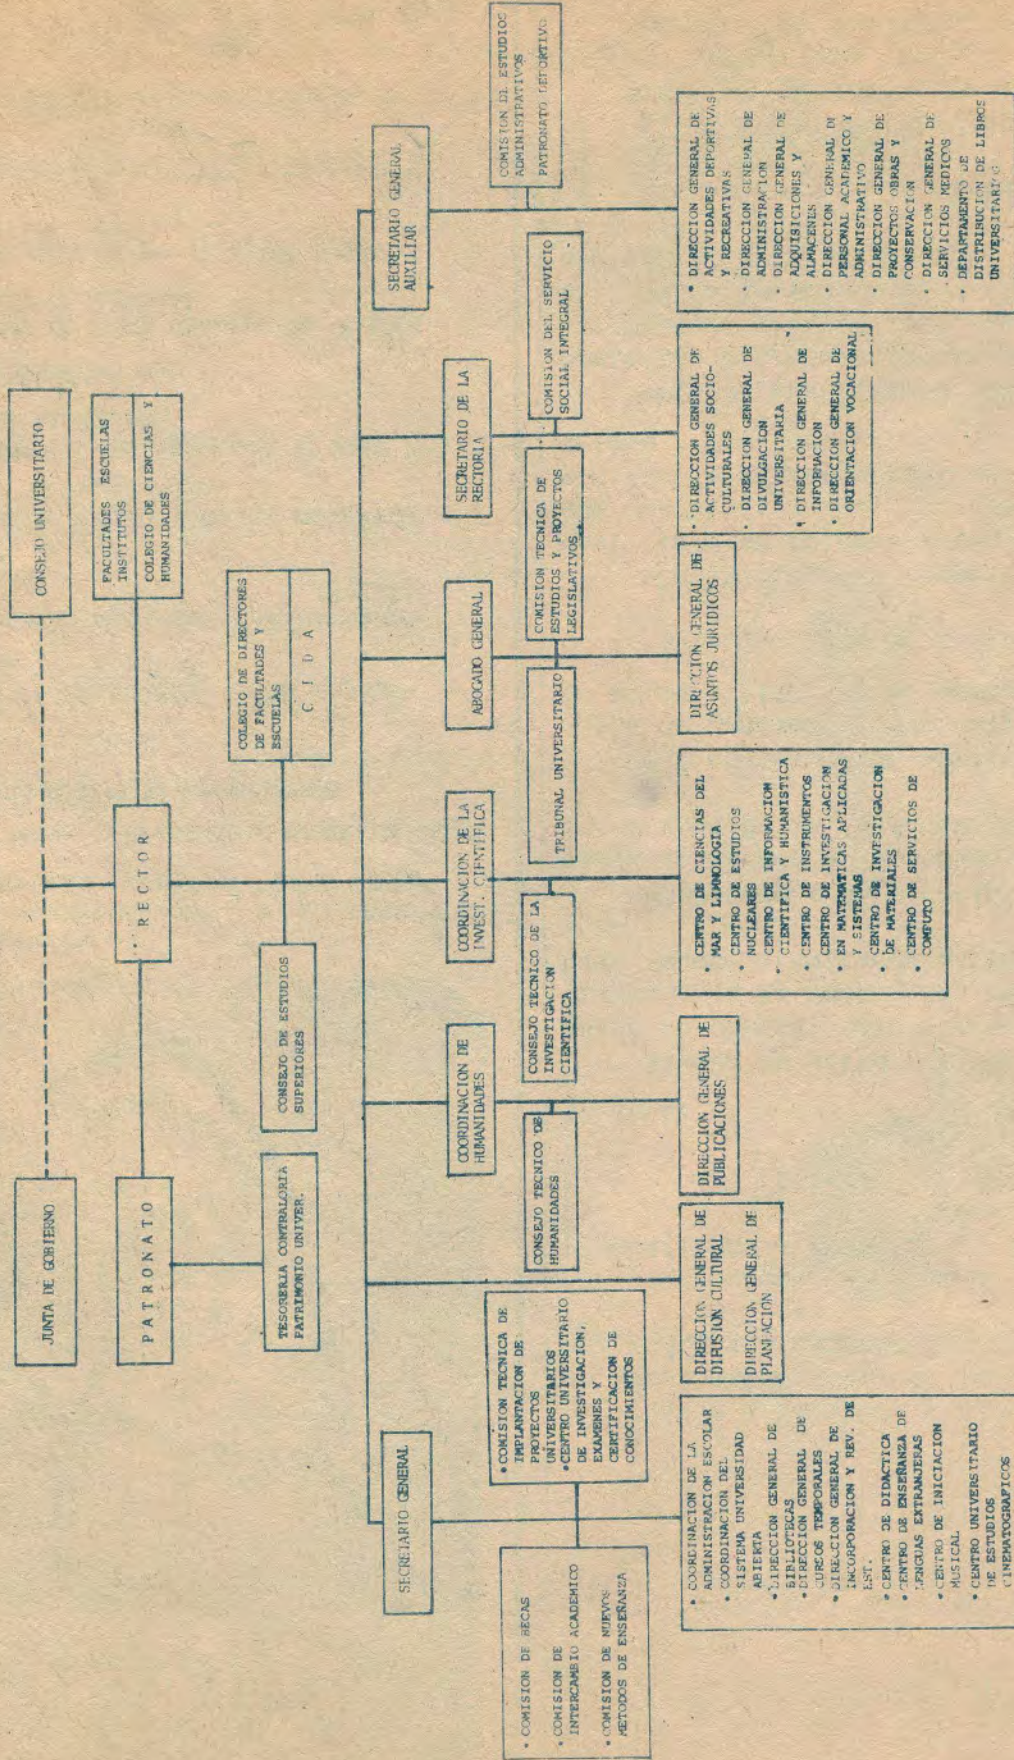 JUNTA DE GOBIERNO
CONSEJO UNIVERSITARIO
PATRONATO
RECTOR
FACULTADES ESCUELAS
INSTITUTOS
COLEGIO DE CIENCIAS Y
HUMANIDADES
TESORERIA CONTRALORIA
PATRIMONIO UNIVER.
CONSEJO DE ESTUDIOS
SUPERIORES
COLEGIO DE DIRECTORES
DE FACULTADES Y
ESCUELAS
C I D A
SECRETARIO GENERAL
COORDINACION DE
HUMANIDADES
COORDINACION DE LA
INVEST. CIENTIFICA
ABOGADO GENERAL
SECRETARIO DE LA
RECTORIA
SECRETARIO GENERAL
AUXILIAR
• COMISION DE BECAS
• COMISION DE
INTERCAMBIO ACADEMICO
• COMISION DE NUEVOS
METODOS DE ENSEÑANZA
• COMISION TECNICA DE
IMPLANTACION DE
PROYECTOS
UNIVERSITARIOS
• CENTRO UNIVERSITARIO
DE INVESTIGACION,
EXAMENES Y
CERTIFICACION DE
CONOCIMIENTOS
CONSEJO TECNICO DE
HUMANIDADES
CONSEJO TECNICO DE LA
INVESTIGACION
CIENTIFICA
TRIBUNAL UNIVERSITARIO
COMISION TECNICA DE
ESTUDIOS Y PROYECTOS
LEGISLATIVOS
COMISION DEL SERVICIO
SOCIAL INTEGRAL
COMISION DE ESTUDIOS
ADMINISTRATIVOS
PATRONATO DEPORTIVO
• COORDINACION DE LA
ADMINISTRACION ESCOLAR
• COORDINACION DEL
SISTEMA UNIVERSIDAD
ABIERTA
• DIRECCION GENERAL DE
BIBLIOTECAS
• DIRECCION GENERAL DE
CURSOS TEMPORALES
• DIRECCION GENERAL DE
INCORPORACION Y REV. DE
EST.
• CENTRO DE DIDACTICA
• CENTRO DE ENSEÑANZA DE
LENGUAS EXTRANJERAS
• CENTRO DE INICIACION
MUSICAL
• CENTRO UNIVERSITARIO
DE ESTUDIOS
CINEMATOGRAFICOS
DIRECCION GENERAL DE
DIFUSION CULTURAL
DIRECCION GENERAL DE
PLANEACION
DIRECCION GENERAL DE
PUBLICACIONES
• CENTRO DE CIENCIAS DEL
MAR Y LIMNOLOGIA
• CENTRO DE ESTUDIOS
NUCLEARES
CENTRO DE INFORMACION
• CIENTIFICA Y HUMANISTICA
• CENTRO DE INSTRUMENTOS
CENTRO DE INVESTIGACION
• EN MATEMATICAS APLICADAS
Y SISTEMAS
CENTRO DE INVESTIGACION
• DE MATERIALES
CENTRO DE SERVICIOS DE
• COMPUTO
DIRECCION GENERAL DE
ASUNTOS JURIDICOS
• DIRECCION GENERAL DE
ACTIVIDADES SOCIO-
CULTURALES
• DIRECCION GENERAL DE
DIVULGACION
UNIVERSITARIA
• DIRECCION GENERAL DE
INFORMACION
• DIRECCION GENERAL DE
ORIENTACION VOCACIONAL
• DIRECCION GENERAL DE
ACTIVIDADES DEPORTIVAS
Y RECREATIVAS
• DIRECCION GENERAL DE
ADMINISTRACION
• DIRECCION GENERAL DE
ADQUISICIONES Y
ALMACENES
• DIRECCION GENERAL DE
PERSONAL ACADEMICO Y
ADMINISTRATIVO
• DIRECCION GENERAL DE
PROYECTOS OBRAS Y
CONSERVACION
• DIRECCION GENERAL DE
SERVICIOS MEDICOS
• DEPARTAMENTO DE
DISTRIBUCION DE LIBROS
UNIVERSITARIOS